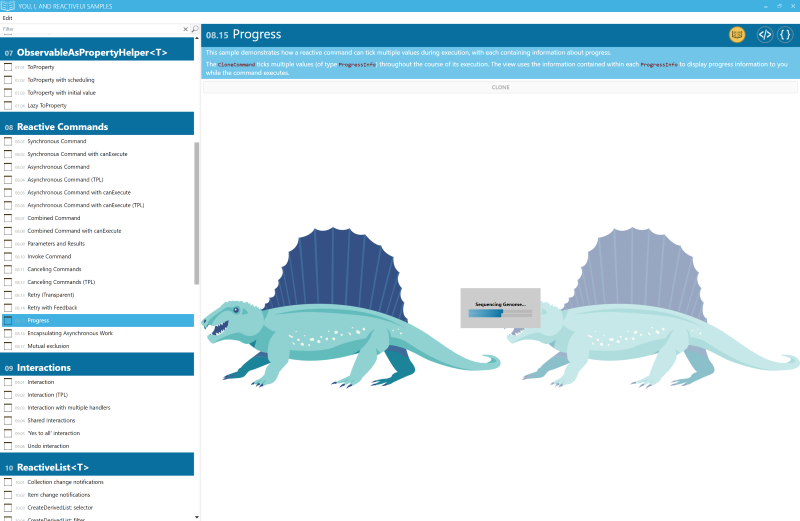 YOU, I, AND REACTIVEUI SAMPLES
Edit
Filter
07 ObservableAsPropertyHelper<T>
07.01 ToProperty
07.02 ToProperty with scheduling
07.03 ToProperty with initial value
07.04 Lazy ToProperty
08 Reactive Commands
08.01 Synchronous Command
08.02 Synchronous Command with canExecute
08.03 Asynchronous Command
08.04 Asynchronous Command (TPL)
08.05 Asynchronous Command with canExecute
08.06 Asynchronous Command with canExecute (TPL)
08.07 Combined Command
08.08 Combined Command with canExecute
08.09 Parameters and Results
08.10 Invoke Command
08.11 Canceling Commands
08.12 Canceling Commands (TPL)
08.13 Retry (Transparent)
08.14 Retry with Feedback
08.15 Progress
08.16 Encapsulating Asynchronous Work
08.17 Mutual exclusion
09 Interactions
09.01 Interaction
09.02 Interaction (TPL)
09.03 Interaction with multiple handlers
09.04 Shared Interactions
09.05 'Yes to all' interaction
09.06 Undo interaction
10 ReactiveList<T>
10.01 Collection change notifications
10.02 Item change notifications
10.03 CreateDerivedList: selector
CreateDerivedList: filter
08.15 Progress
</> {}
This sample demonstrates how a reactive command can tick multiple values during execution, with each containing information about progress.
The CloneCommand ticks multiple values (of type ProgressInfo) throughout the course of its execution. The view uses the information contained within each ProgressInfo to display progress information to you
while the command executes.
CLONE
Sequencing Genome...